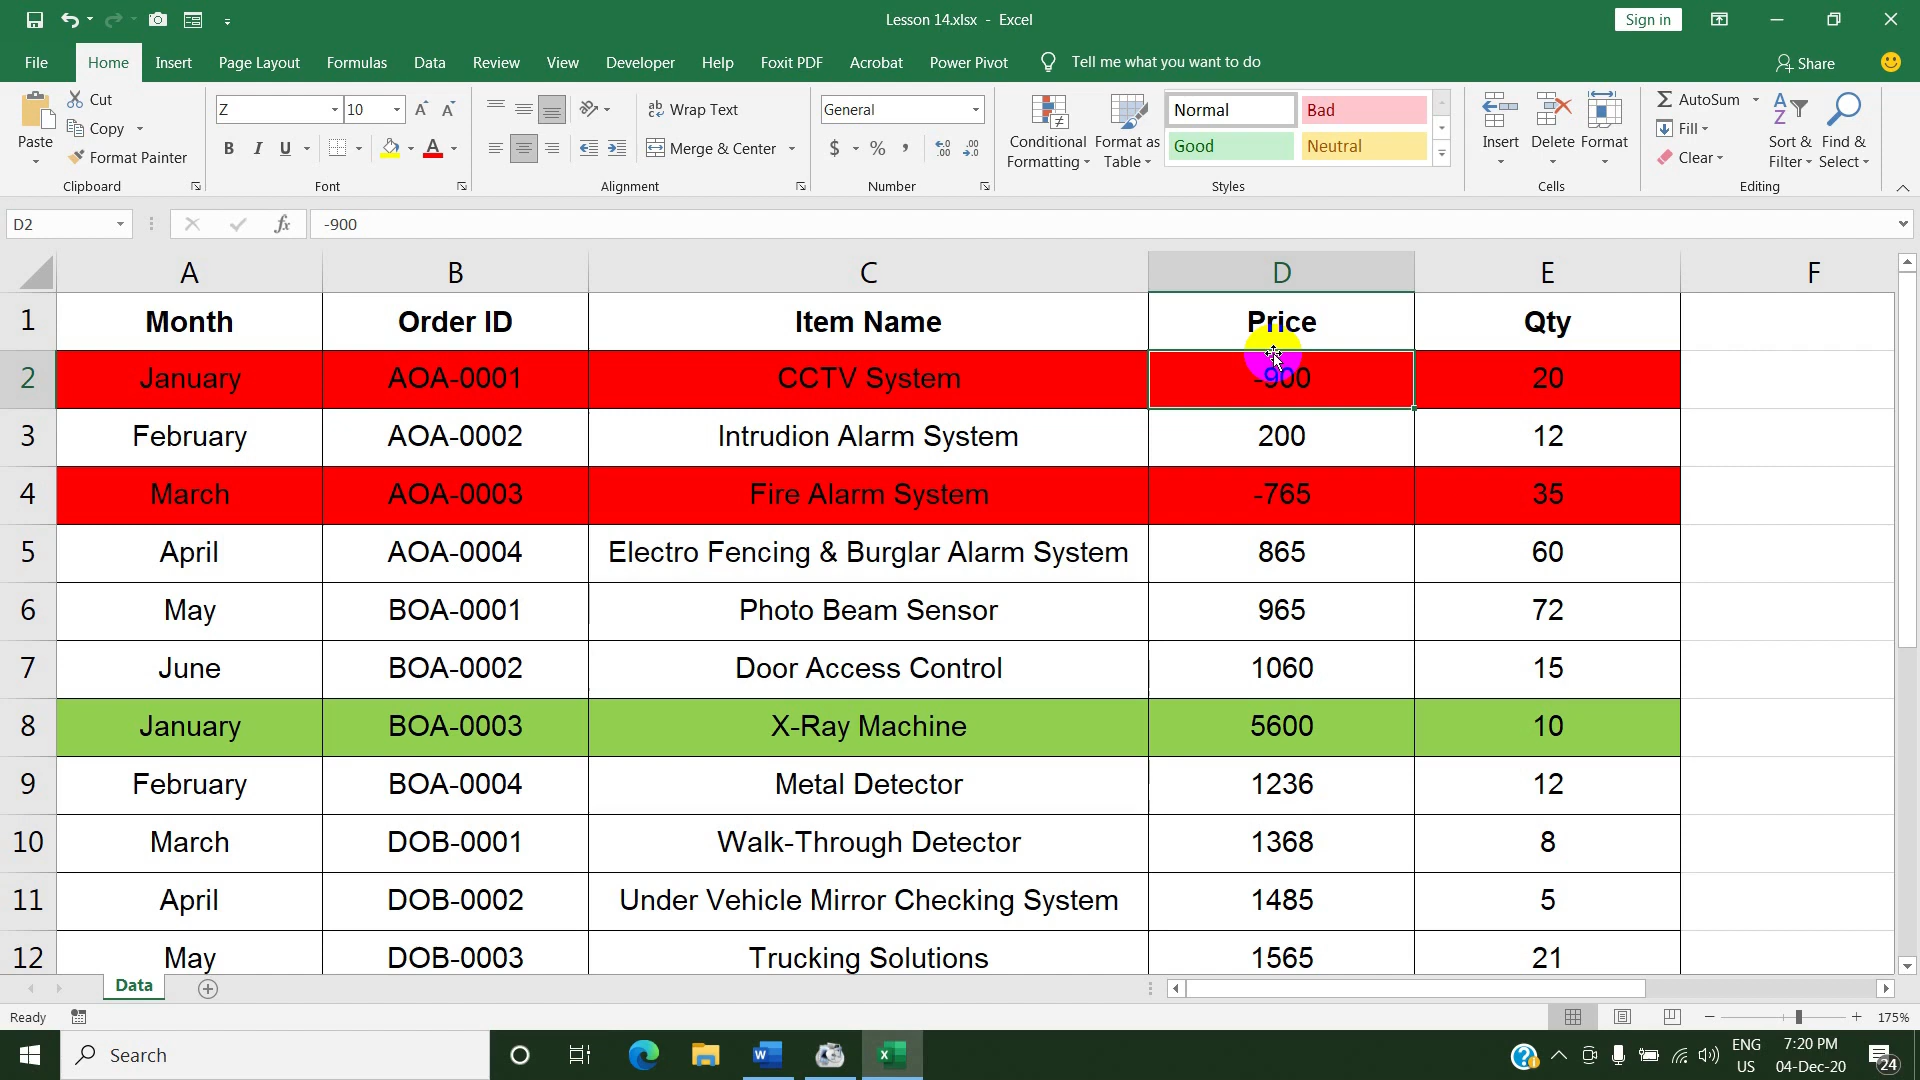 Lesson 14.xlsx - Excel
Sign in
File Home Insert Page Layout Formulas Data Review View Developer Help Foxit PDF Acrobat Power Pivot Tell me what you want to do Share
Paste
Cut
Copy
Format Painter
Clipboard
Z 10
B I U A
Font
Wrap Text
Merge & Center
Alignment
General
$ % ,
Number
Conditional Formatting
Format as Table
Normal Bad
Good Neutral
Styles
Insert Delete Format
Cells
AutoSum
Fill
Clear
Sort & Filter
Find & Select
Editing
D2 fx -900
A B C D E F
1 Month Order ID Item Name Price Qty
2 January AOA-0001 CCTV System -900 20
3 February AOA-0002 Intrudion Alarm System 200 12
4 March AOA-0003 Fire Alarm System -765 35
5 April AOA-0004 Electro Fencing & Burglar Alarm System 865 60
6 May BOA-0001 Photo Beam Sensor 965 72
7 June BOA-0002 Door Access Control 1060 15
8 January BOA-0003 X-Ray Machine 5600 10
9 February BOA-0004 Metal Detector 1236 12
10 March DOB-0001 Walk-Through Detector 1368 8
11 April DOB-0002 Under Vehicle Mirror Checking System 1485 5
12 May DOB-0003 Trucking Solutions 1565 21
Data
Ready 175%
Search
ENG 7:20 PM
US 04-Dec-20 24